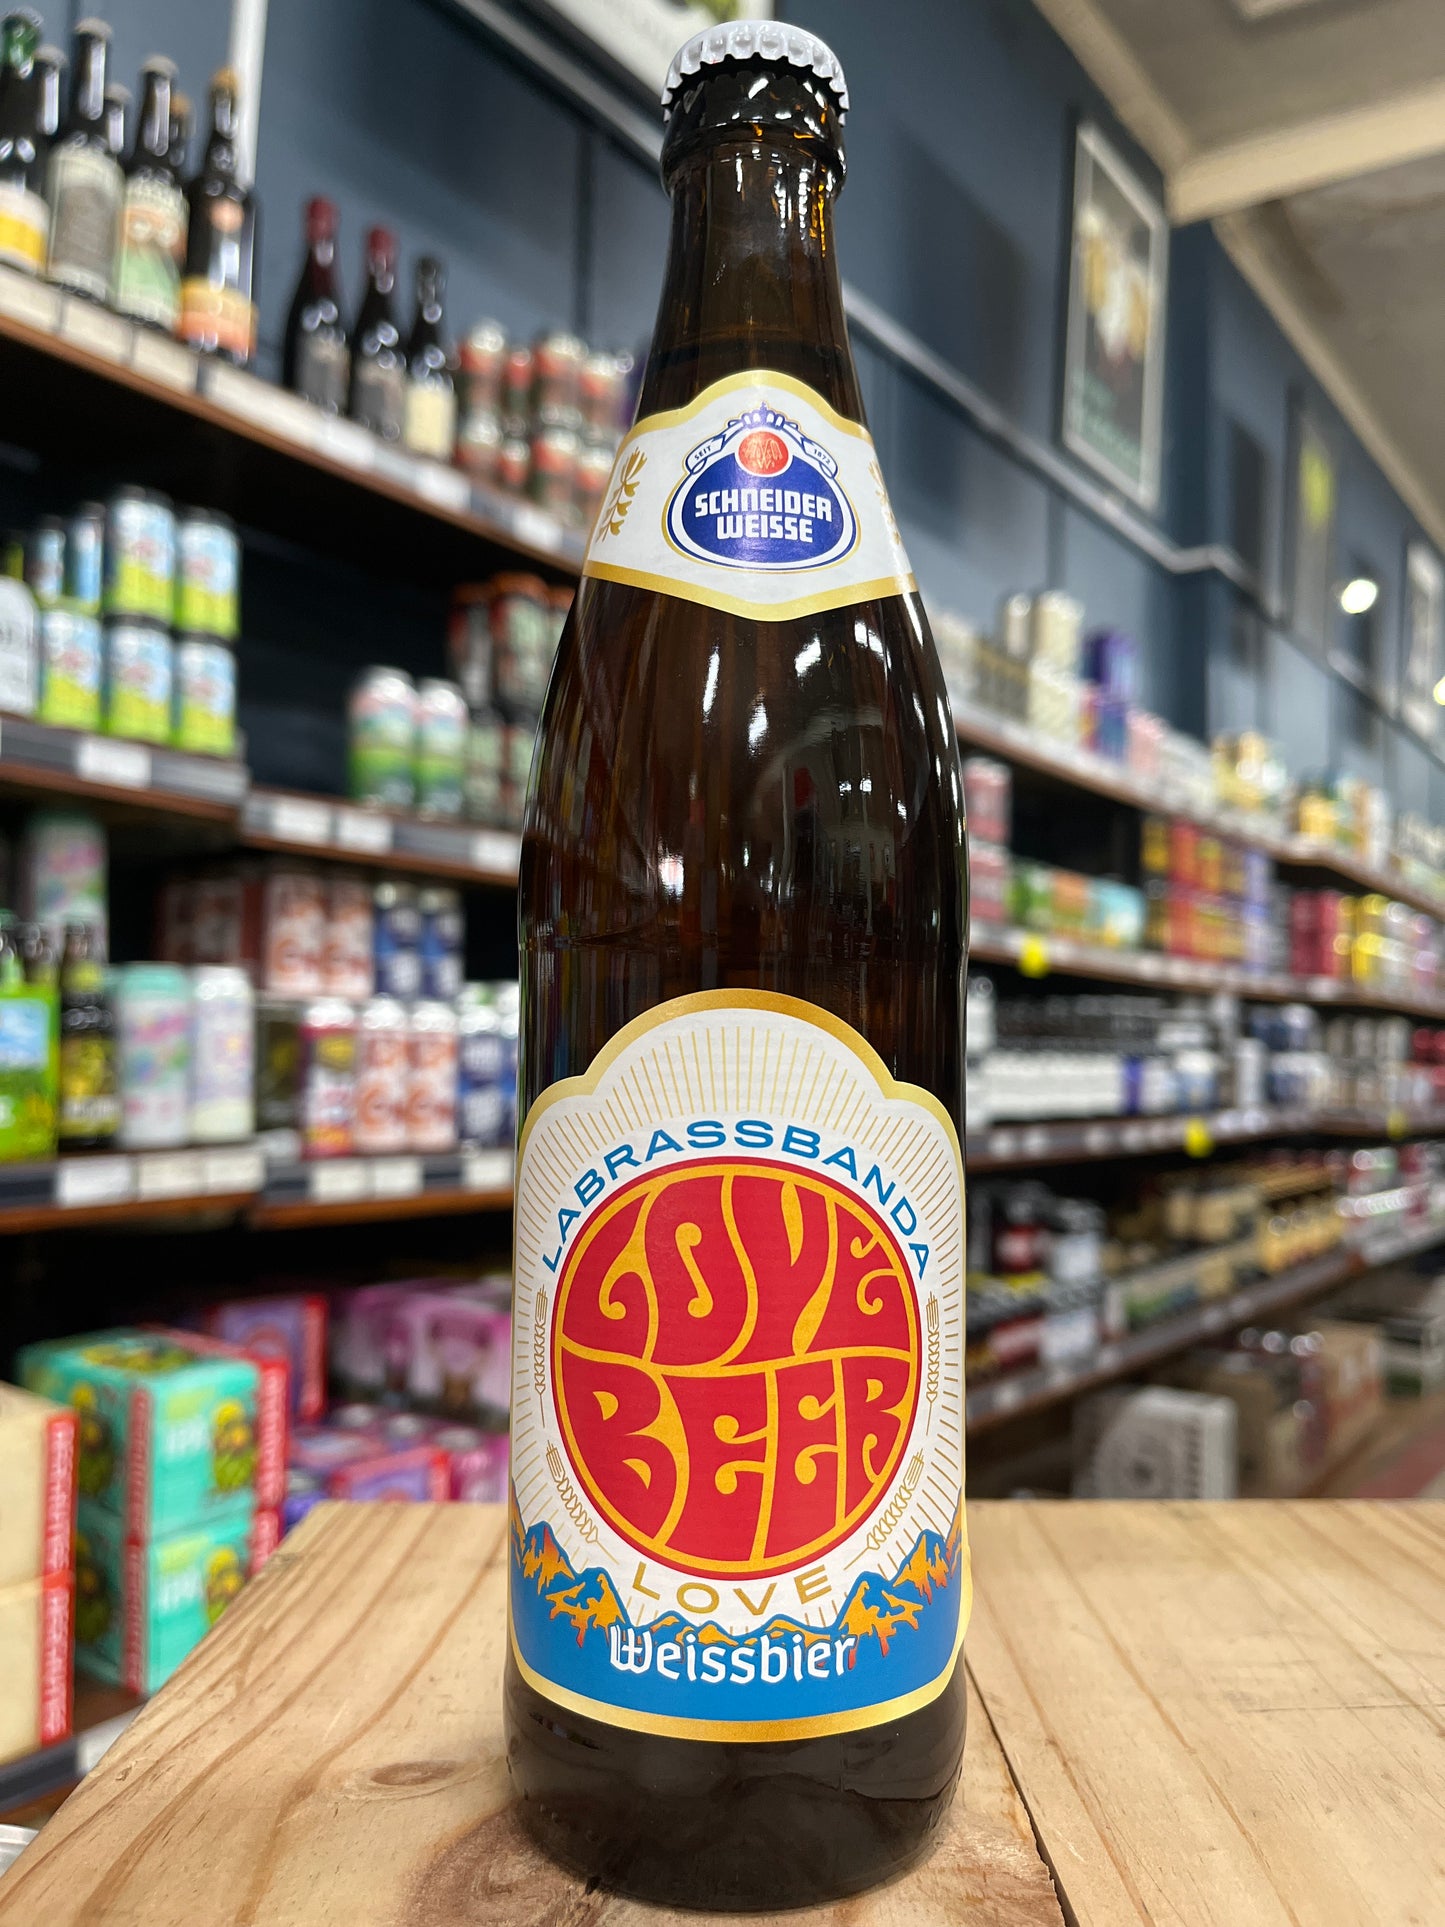 SEIT 1872
SCHNEIDER
WEISSE
LABRASSBANDA
LOVE
BEER
LOVE
Weissbier